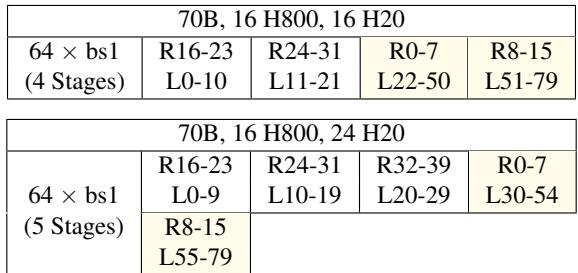 70B, 16 H800, 16 H20
64 × bs1 R16-23 R24-31 R0-7 R8-15
(4 Stages) L0-10 L11-21 L22-50 L51-79
70B, 16 H800, 24 H20
R16-23 R24-31 R32-39 R0-7
64 × bs1 L0-9 L10-19 L20-29 L30-54
(5 Stages) R8-15
L55-79